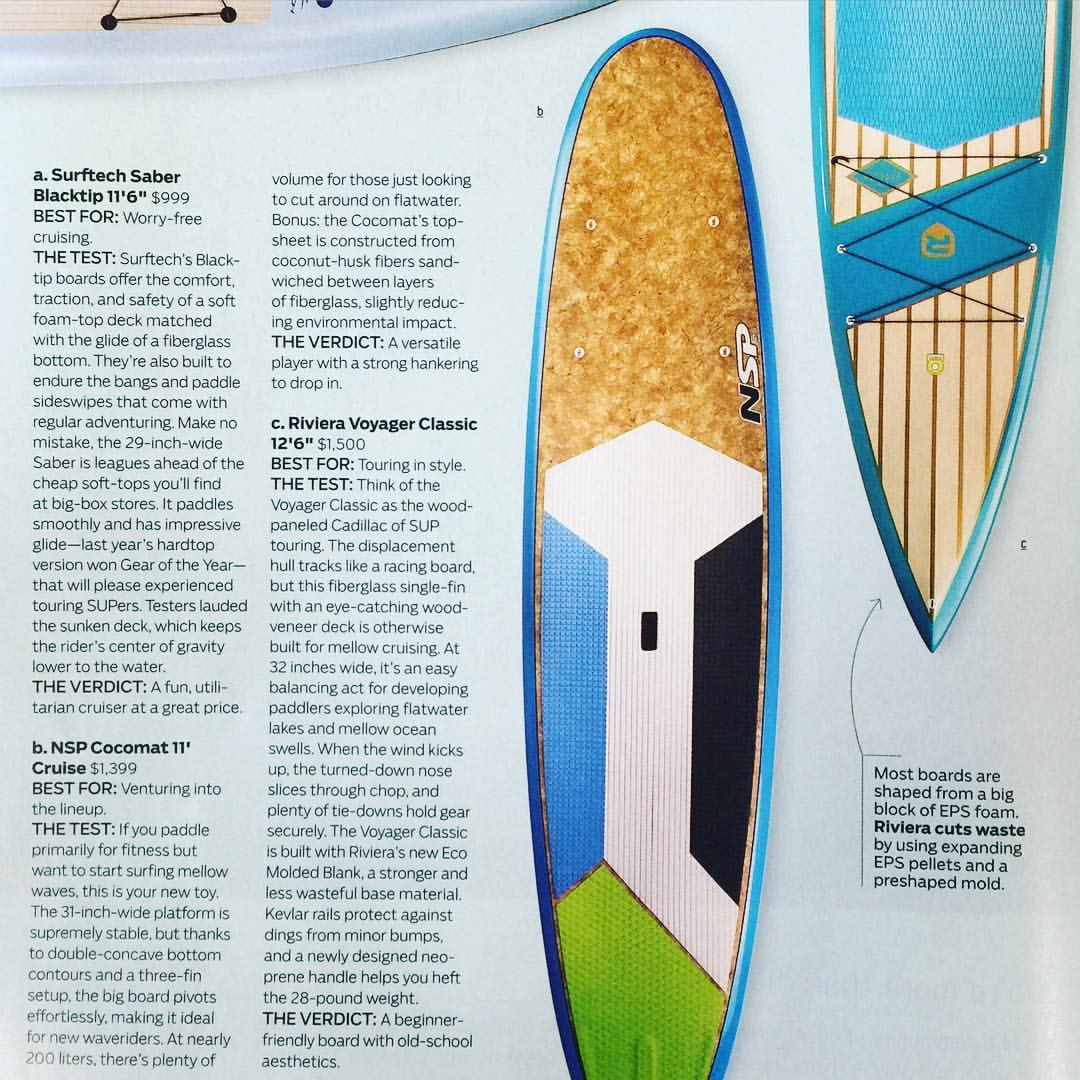 a. Surftech Saber
Blacktip 11'6" $999
BEST FOR: Worry-free
cruising.
THE TEST: Surftech's Black-
tip boards offer the comfort,
traction, and safety of a soft
foam-top deck matched
with the glide of a fiberglass
bottom. They're also built to
endure the bangs and paddle
sideswipes that come with
regular adventuring. Make no
mistake, the 29-inch-wide
Saber is leagues ahead of the
cheap soft-tops you'll find
at big-box stores. It paddles
smoothly and has impressive
glide—last year's hardtop
version won Gear of the Year—
that will please experienced
touring SUPers. Testers lauded
the sunken deck, which keeps
the rider's center of gravity
lower to the water.
THE VERDICT: A fun, utili-
tarian cruiser at a great price.
b. NSP Cocomat 11'
Cruise $1,399
BEST FOR: Venturing into
the lineup.
THE TEST: If you paddle
primarily for fitness but
want to start surfing mellow
waves, this is your new toy.
The 31-inch-wide platform is
supremely stable, but thanks
to double-concave bottom
contours and a three-fin
setup, the big board pivots
effortlessly, making it ideal
for new waveriders. At nearly
200 liters, there's plenty of
volume for those just looking
to cut around on flatwater.
Bonus: the Cocomat's top-
sheet is constructed from
coconut-husk fibers sand-
wiched between layers
of fiberglass, slightly reduc-
ing environmental impact.
THE VERDICT: A versatile
player with a strong hankering
to drop in.
c. Riviera Voyager Classic
12'6" $1,500
BEST FOR: Touring in style.
THE TEST: Think of the
Voyager Classic as the wood-
paneled Cadillac of SUP
touring. The displacement
hull tracks like a racing board,
but this fiberglass single-fin
with an eye-catching wood-
veneer deck is otherwise
built for mellow cruising. At
32 inches wide, it's an easy
balancing act for developing
paddlers exploring flatwater
lakes and mellow ocean
swells. When the wind kicks
up, the turned-down nose
slices through chop, and
plenty of tie-downs hold gear
securely. The Voyager Classic
is built with Riviera's new Eco
Molded Blank, a stronger and
less wasteful base material.
Kevlar rails protect against
dings from minor bumps,
and a newly designed neo-
prene handle helps you heft
the 28-pound weight.
THE VERDICT: A beginner-
friendly board with old-school
aesthetics.
b
NSP
R
c
Most boards are
shaped from a big
block of EPS foam.
Riviera cuts waste
by using expanding
EPS pellets and a
preshaped mold.